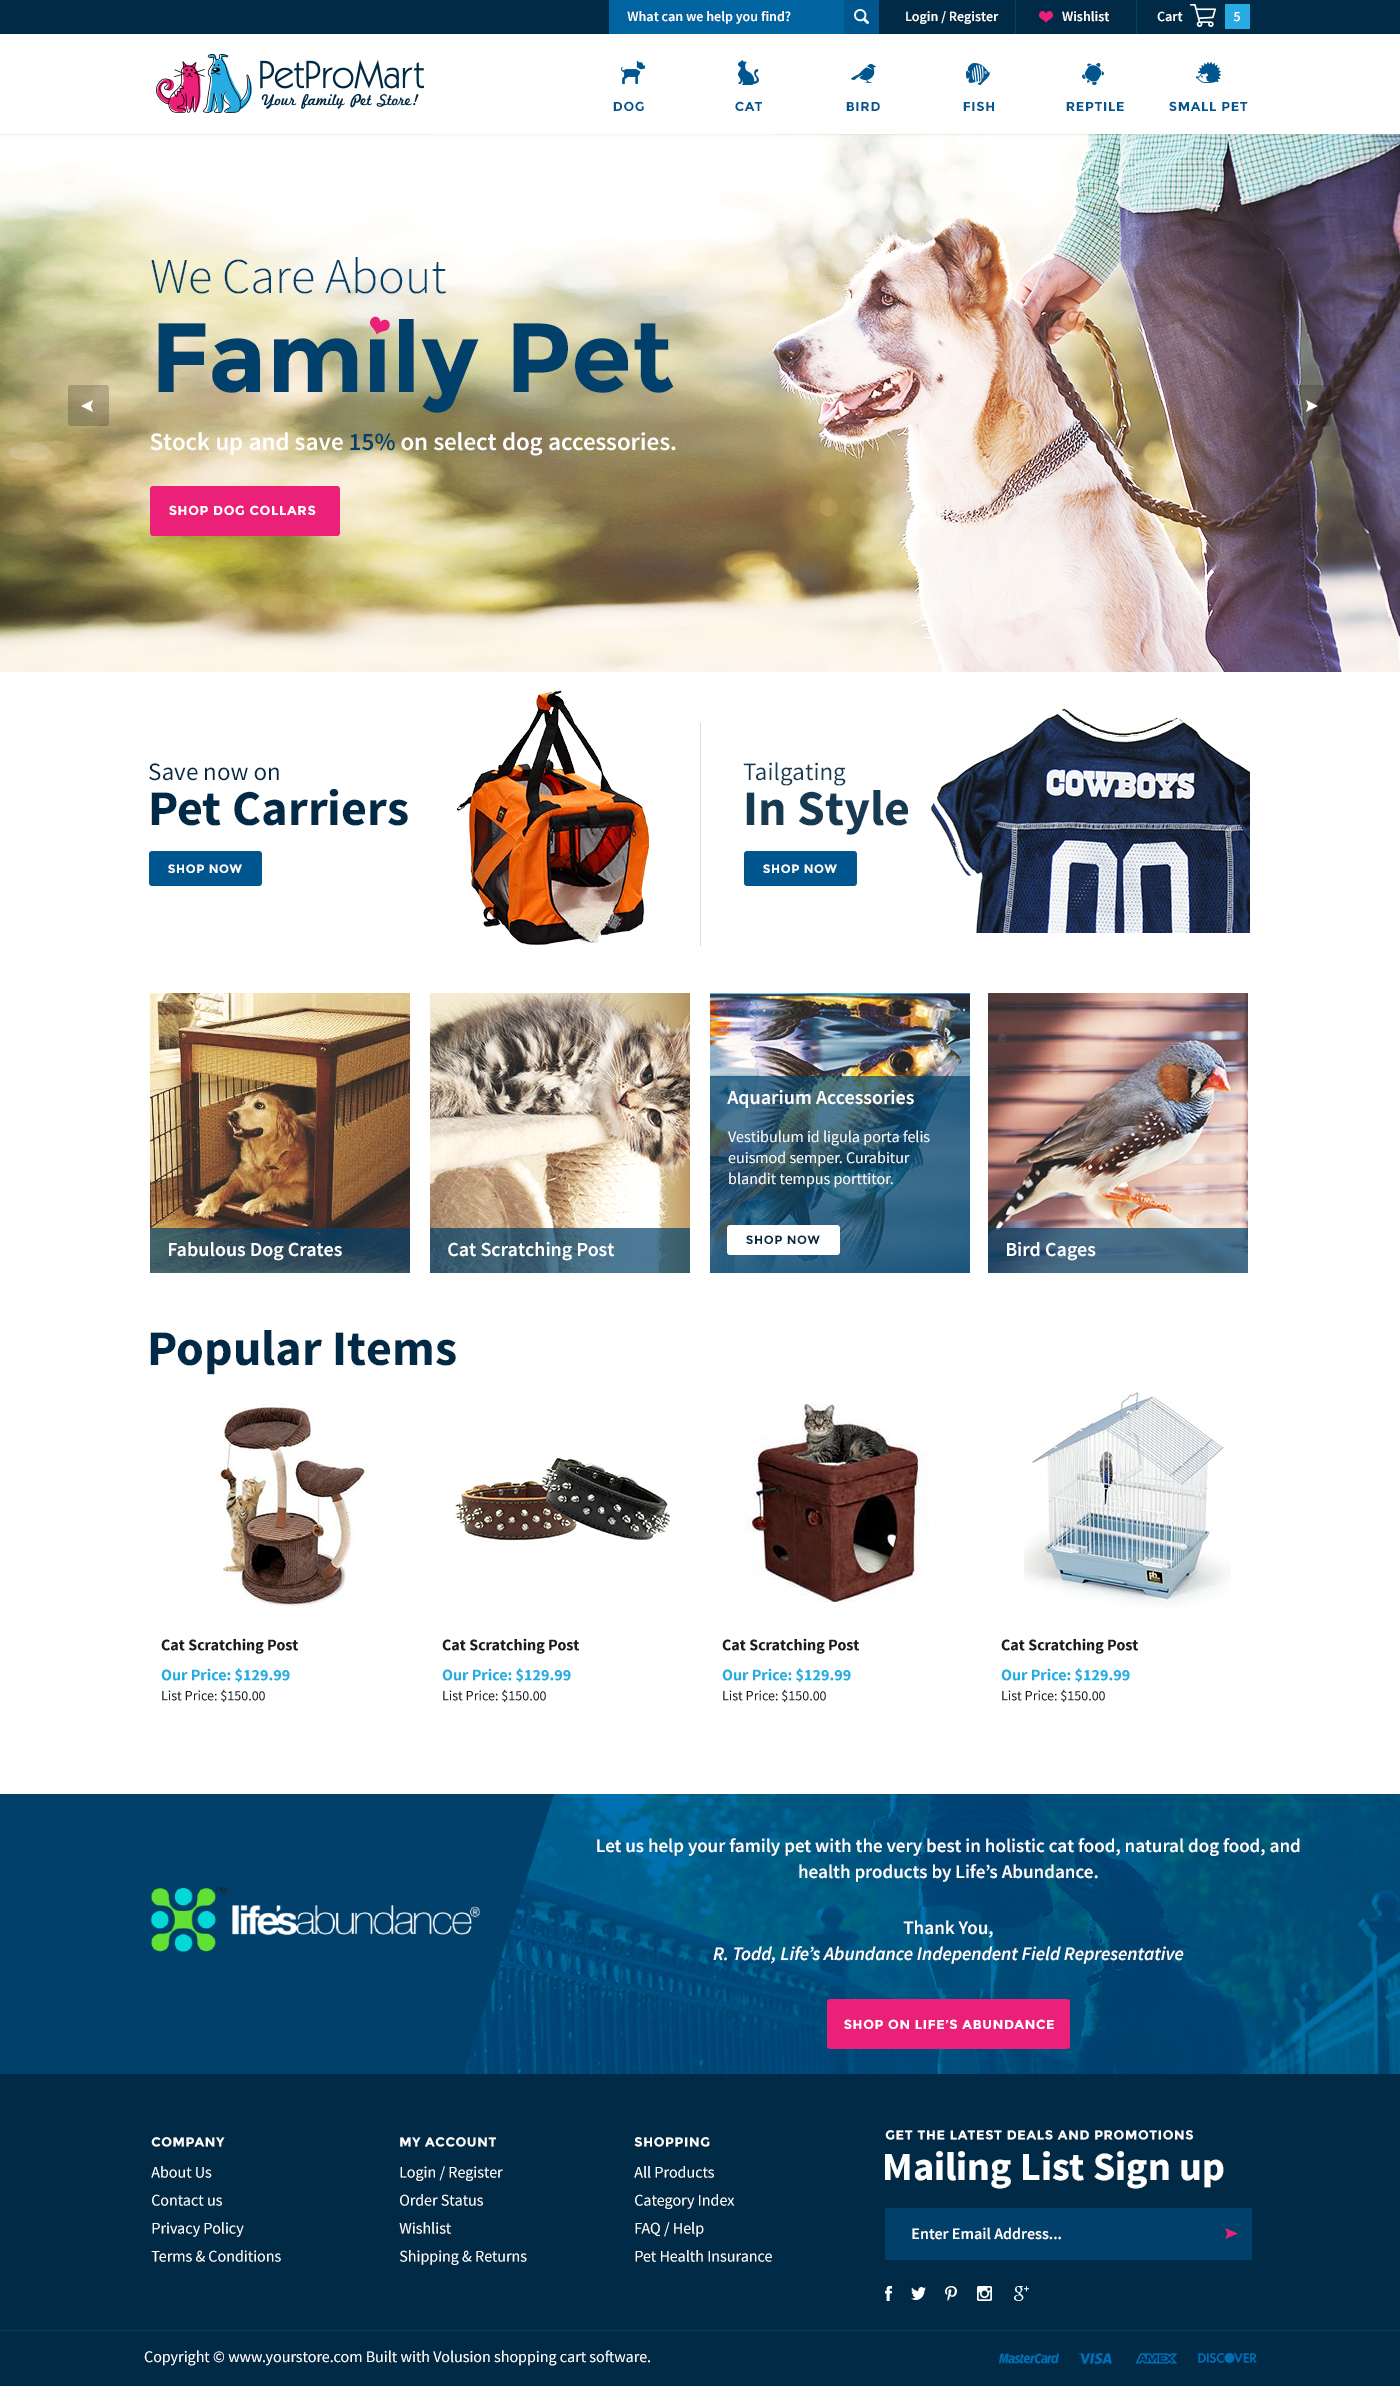 What can we help you find?
Login / Register
Wishlist
Cart
5
PetProMart
Your family Pet Store!
DOG
CAT
BIRD
FISH
REPTILE
SMALL PET
We Care About
Family Pet
Stock up and save 15% on select dog accessories.
SHOP DOG COLLARS
Save now on
Pet Carriers
SHOP NOW
Tailgating
In Style
SHOP NOW
COWBOYS
00
Fabulous Dog Crates
Cat Scratching Post
Aquarium Accessories
Vestibulum id ligula porta felis
euismod semper. Curabitur
blandit tempus porttitor.
SHOP NOW
Bird Cages
Popular Items
Cat Scratching Post
Our Price: $129.99
List Price: $150.00
Cat Scratching Post
Our Price: $129.99
List Price: $150.00
Cat Scratching Post
Our Price: $129.99
List Price: $150.00
Cat Scratching Post
Our Price: $129.99
List Price: $150.00
life'sabundance®
TM
Let us help your family pet with the very best in holistic cat food, natural dog food, and
health products by Life’s Abundance.
Thank You,
R. Todd, Life’s Abundance Independent Field Representative
SHOP ON LIFE’S ABUNDANCE
COMPANY
About Us
Contact us
Privacy Policy
Terms & Conditions
MY ACCOUNT
Login / Register
Order Status
Wishlist
Shipping & Returns
SHOPPING
All Products
Category Index
FAQ / Help
Pet Health Insurance
GET THE LATEST DEALS AND PROMOTIONS
Mailing List Sign up
Enter Email Address...
Copyright © www.yourstore.com Built with Volusion shopping cart software.
MasterCard
VISA
AMEX
DISCOVER